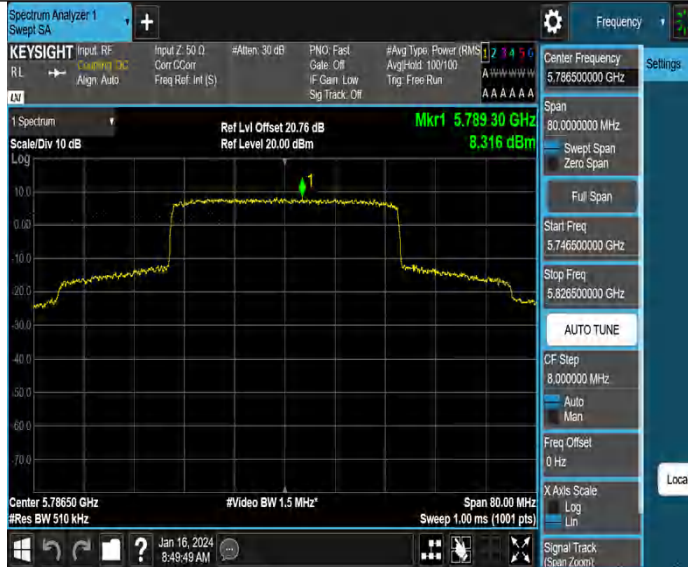 Spectrum Analyzer 1
Swept SA
+
Frequency
KEYSIGHT
Input: RF
Coupling: DC
Align: Auto
Input Z: 50 Ω
Corr CCorr
Freq Ref: Int (S)
#Atten: 30 dB
PNO: Fast
Gate: Off
IF Gain: Low
Sig Track: Off
#Avg Type: Power (RMS
Avg|Hold: 100/100
Trig: Free Run
1 2 3 4 5 6
A W W W W W
A A A A A A
RL
LXI
Center Frequency
5.786500000 GHz
Settings
Span
80.0000000 MHz
Swept Span
Zero Span
Full Span
Start Freq
5.746500000 GHz
Stop Freq
5.826500000 GHz
AUTO TUNE
CF Step
8.000000 MHz
Auto
Man
Freq Offset
0 Hz
X Axis Scale
Log
Lin
Local
Signal Track
(Span Zoom)
1 Spectrum
Scale/Div 10 dB
Log
Ref Lvl Offset 20.76 dB
Ref Level 20.00 dBm
Mkr1 5.789 30 GHz
8.316 dBm
1
10.0
0.00
-10.0
-20.0
-30.0
-40.0
-50.0
-60.0
-70.0
Center 5.78650 GHz
#Res BW 510 kHz
#Video BW 1.5 MHz*
Span 80.00 MHz
Sweep 1.00 ms (1001 pts)
?
Jan 16, 2024
8:49:49 AM